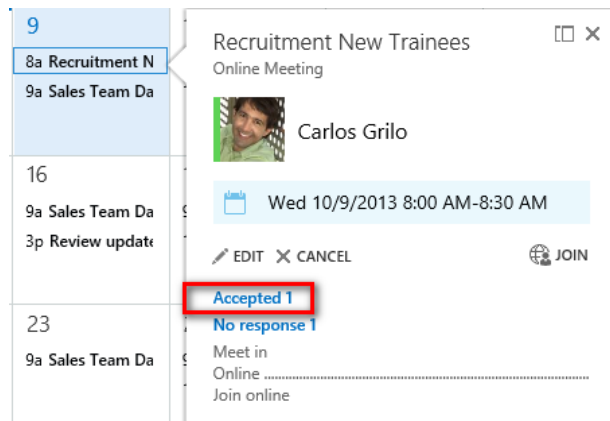 9
8a Recruitment N
9a Sales Team Da
16
9a Sales Team Da
3p Review update
23
9a Sales Team Da
Recruitment New Trainees
Online Meeting
Carlos Grilo
Wed 10/9/2013 8:00 AM-8:30 AM
EDIT CANCEL JOIN
Accepted 1
No response 1
Meet in
Online
Join online